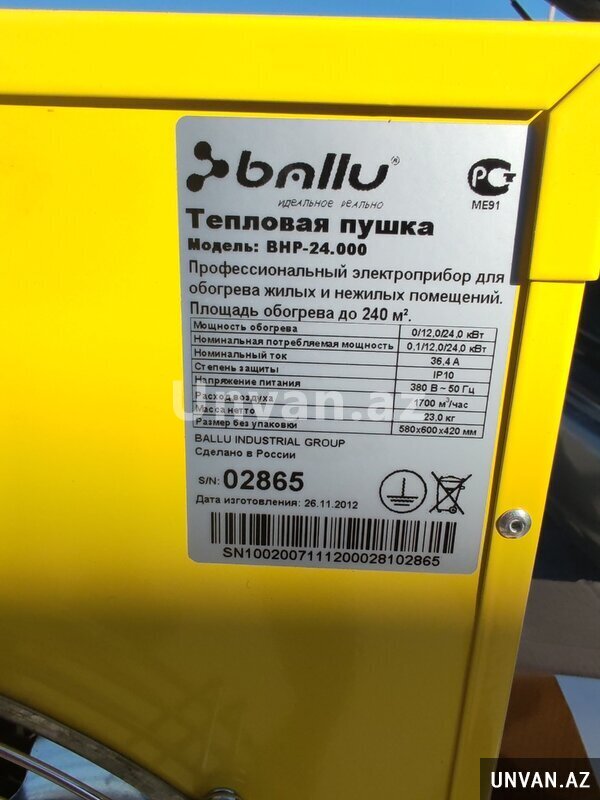 ballu®
идеальное реально
РСТ
МЕ91
Тепловая пушка
Модель: BHP-24.000
Профессиональный электроприбор для
обогрева жилых и нежилых помещений.
Площадь обогрева до 240 м².
Мощность обогрева 0/12,0/24,0 кВт
Номинальная потребляемая мощность 0,1/12,0/24,0 кВт
Номинальный ток 36,4 А
Степень защиты IP10
Напряжение питания 380 В ~ 50 Гц
Расход воздуха 1700 м³/час
Масса нетто 23,0 кг
Размер без упаковки 580х600х420 мм
BALLU INDUSTRIAL GROUP
Сделано в России
S/N: 02865
Дата изготовления: 26.11.2012
SN1002007111200028102865
Unvan.az
UNVAN.AZ